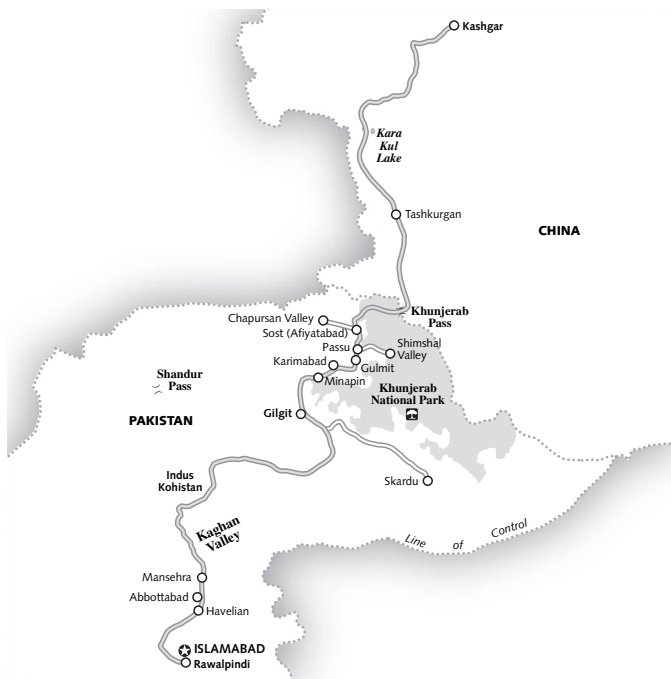 Kashgar
Kara
Kul
Lake
Tashkurgan
CHINA
Khunjerab
Pass
Chapursan Valley
Sost (Afiyatabad)
Passu
Shimshal
Valley
Karimabad
Gulmit
Minapin
Shandur
Pass
Khunjerab
National Park
Gilgit
PAKISTAN
Indus
Kohistan
Skardu
Kaghan
Valley
Line of Control
Mansehra
Abbottabad
Havelian
ISLAMABAD
Rawalpindi